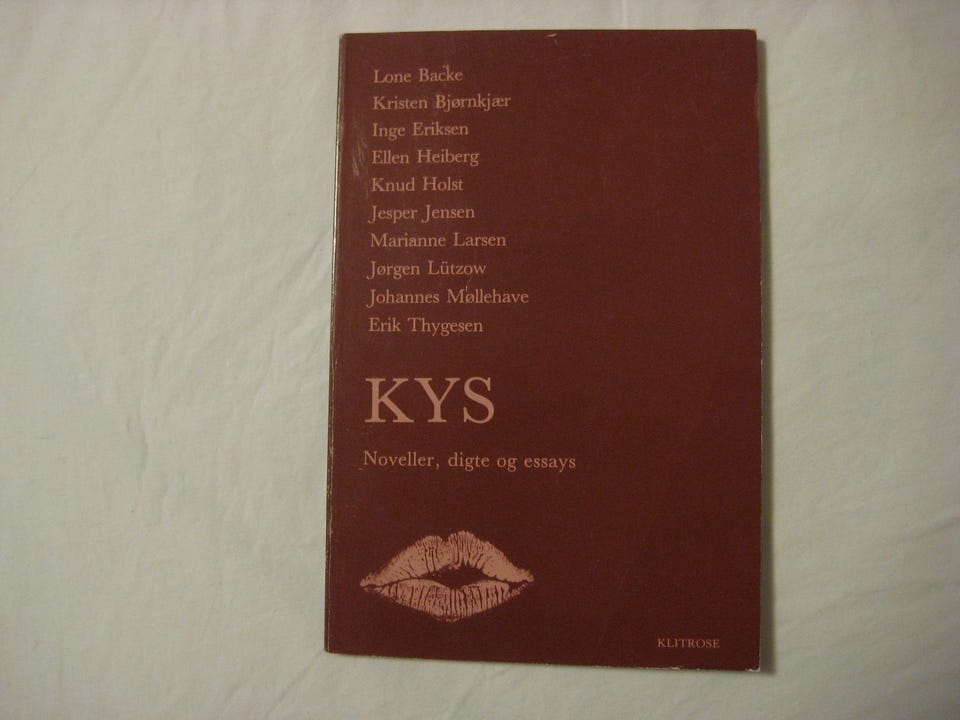 Lone Backe
Kristen Bjørnkjær
Inge Eriksen
Ellen Heiberg
Knud Holst
Jesper Jensen
Marianne Larsen
Jørgen Lützow
Johannes Møllehave
Erik Thygesen
KYS
Noveller, digte og essays
KLITROSE